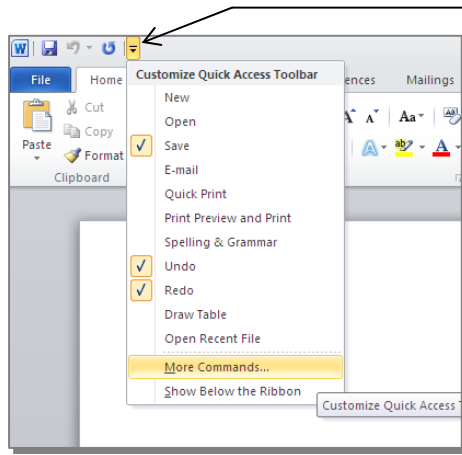 W
File Home ences Mailings
Customize Quick Access Toolbar
New
Open
Save
E-mail
Quick Print
Print Preview and Print
Spelling & Grammar
Undo
Redo
Draw Table
Open Recent File
More Commands...
Show Below the Ribbon
Cut
Copy
Format
Paste
Clipboard
A A Aa
A ab A
Customize Quick Access